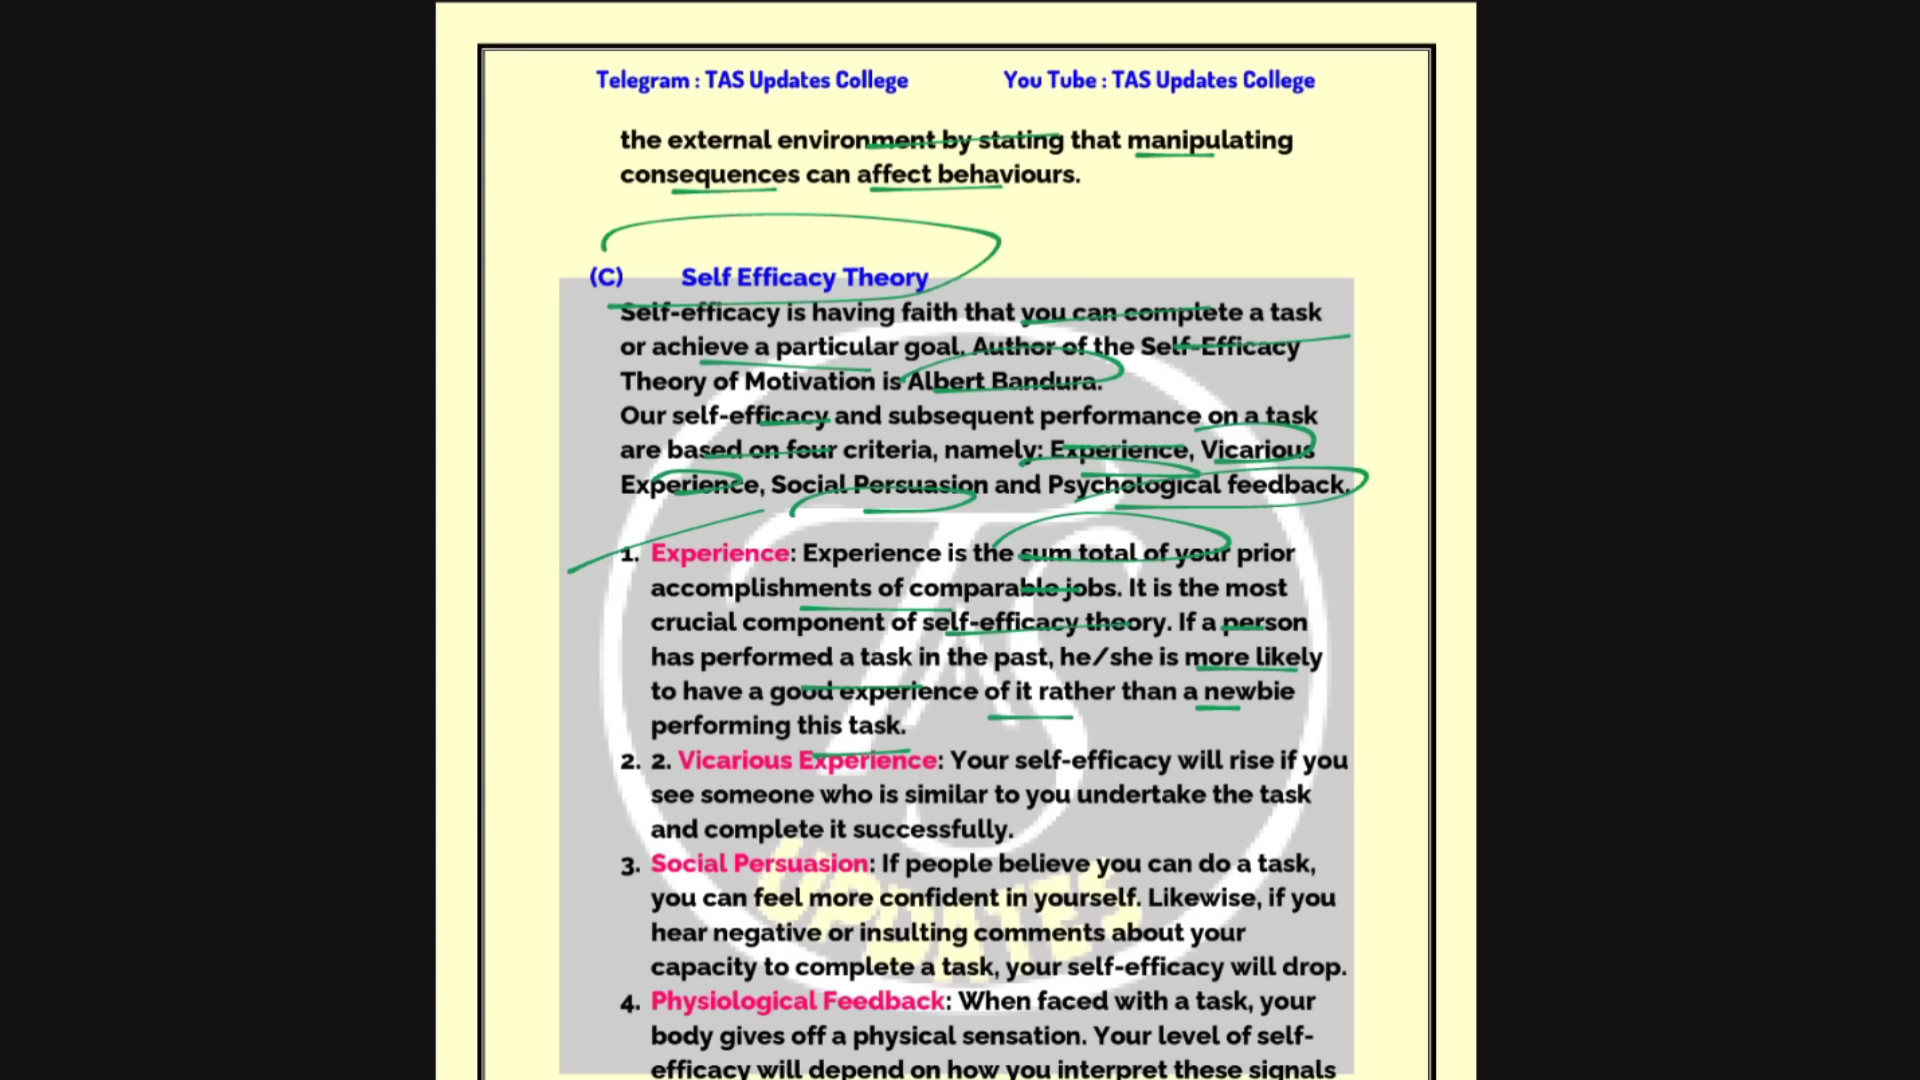 Telegram : TAS Updates College You Tube : TAS Updates College
the external environment by stating that manipulating
consequences can affect behaviours.
(C) Self Efficacy Theory
Self-efficacy is having faith that you can complete a task
or achieve a particular goal. Author of the Self-Efficacy
Theory of Motivation is Albert Bandura.
Our self-efficacy and subsequent performance on a task
are based on four criteria, namely: Experience, Vicarious
Experience, Social Persuasion and Psychological feedback.
1. Experience: Experience is the sum total of your prior
accomplishments of comparable jobs. It is the most
crucial component of self-efficacy theory. If a person
has performed a task in the past, he/she is more likely
to have a good experience of it rather than a newbie
performing this task.
2. 2. Vicarious Experience: Your self-efficacy will rise if you
see someone who is similar to you undertake the task
and complete it successfully.
3. Social Persuasion: If people believe you can do a task,
you can feel more confident in yourself. Likewise, if you
hear negative or insulting comments about your
capacity to complete a task, your self-efficacy will drop.
4. Physiological Feedback: When faced with a task, your
body gives off a physical sensation. Your level of self-
efficacy will depend on how you interpret these signals
TAS
UPDATES